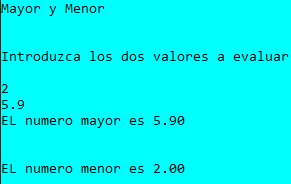 Mayor y Menor
Introduzca los dos valores a evaluar
2
5.9
EL numero mayor es 5.90
EL numero menor es 2.00